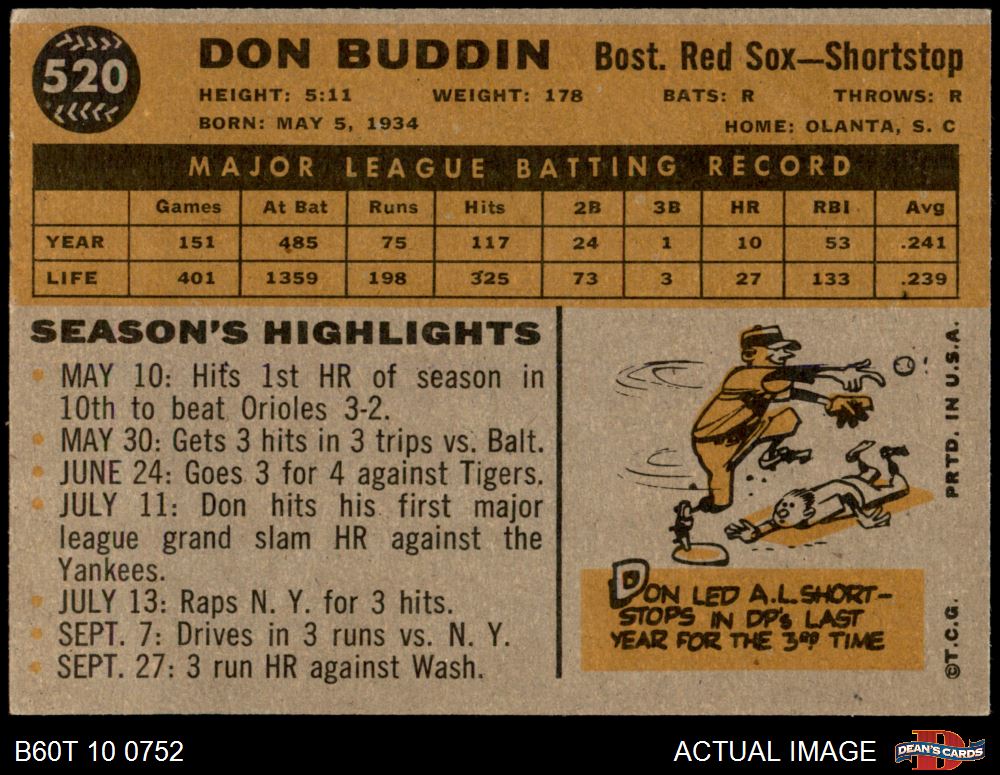 520
DON BUDDIN Bost. Red Sox—Shortstop
HEIGHT: 5:11 WEIGHT: 178 BATS: R THROWS: R
BORN: MAY 5, 1934 HOME: OLANTA, S. C
MAJOR LEAGUE BATTING RECORD
Games At Bat Runs Hits 2B 3B HR RBI Avg
YEAR 151 485 75 117 24 1 10 53 .241
LIFE 401 1359 198 325 73 3 27 133 .239
SEASON'S HIGHLIGHTS
• MAY 10: Hits 1st HR of season in
10th to beat Orioles 3-2.
• MAY 30: Gets 3 hits in 3 trips vs. Balt.
• JUNE 24: Goes 3 for 4 against Tigers.
• JULY 11: Don hits his first major
league grand slam HR against the
Yankees.
• JULY 13: Raps N. Y. for 3 hits.
• SEPT. 7: Drives in 3 runs vs. N. Y.
• SEPT. 27: 3 run HR against Wash.
DON LED A.L. SHORT-
STOPS IN DP's LAST
YEAR FOR THE 3RD TIME
©T.C.G. PRTD. IN U.S.A.
B60T 10 0752 ACTUAL IMAGE D DEAN'S CARDS